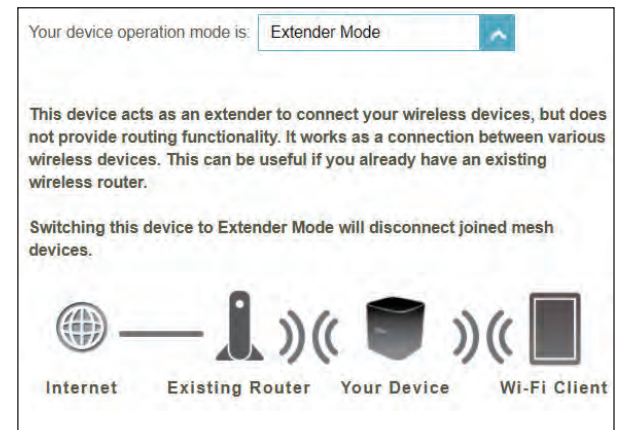 Your device operation mode is: Extender Mode
This device acts as an extender to connect your wireless devices, but does
not provide routing functionality. It works as a connection between various
wireless devices. This can be useful if you already have an existing
wireless router.
Switching this device to Extender Mode will disconnect joined mesh
devices.
Internet Existing Router Your Device Wi-Fi Client